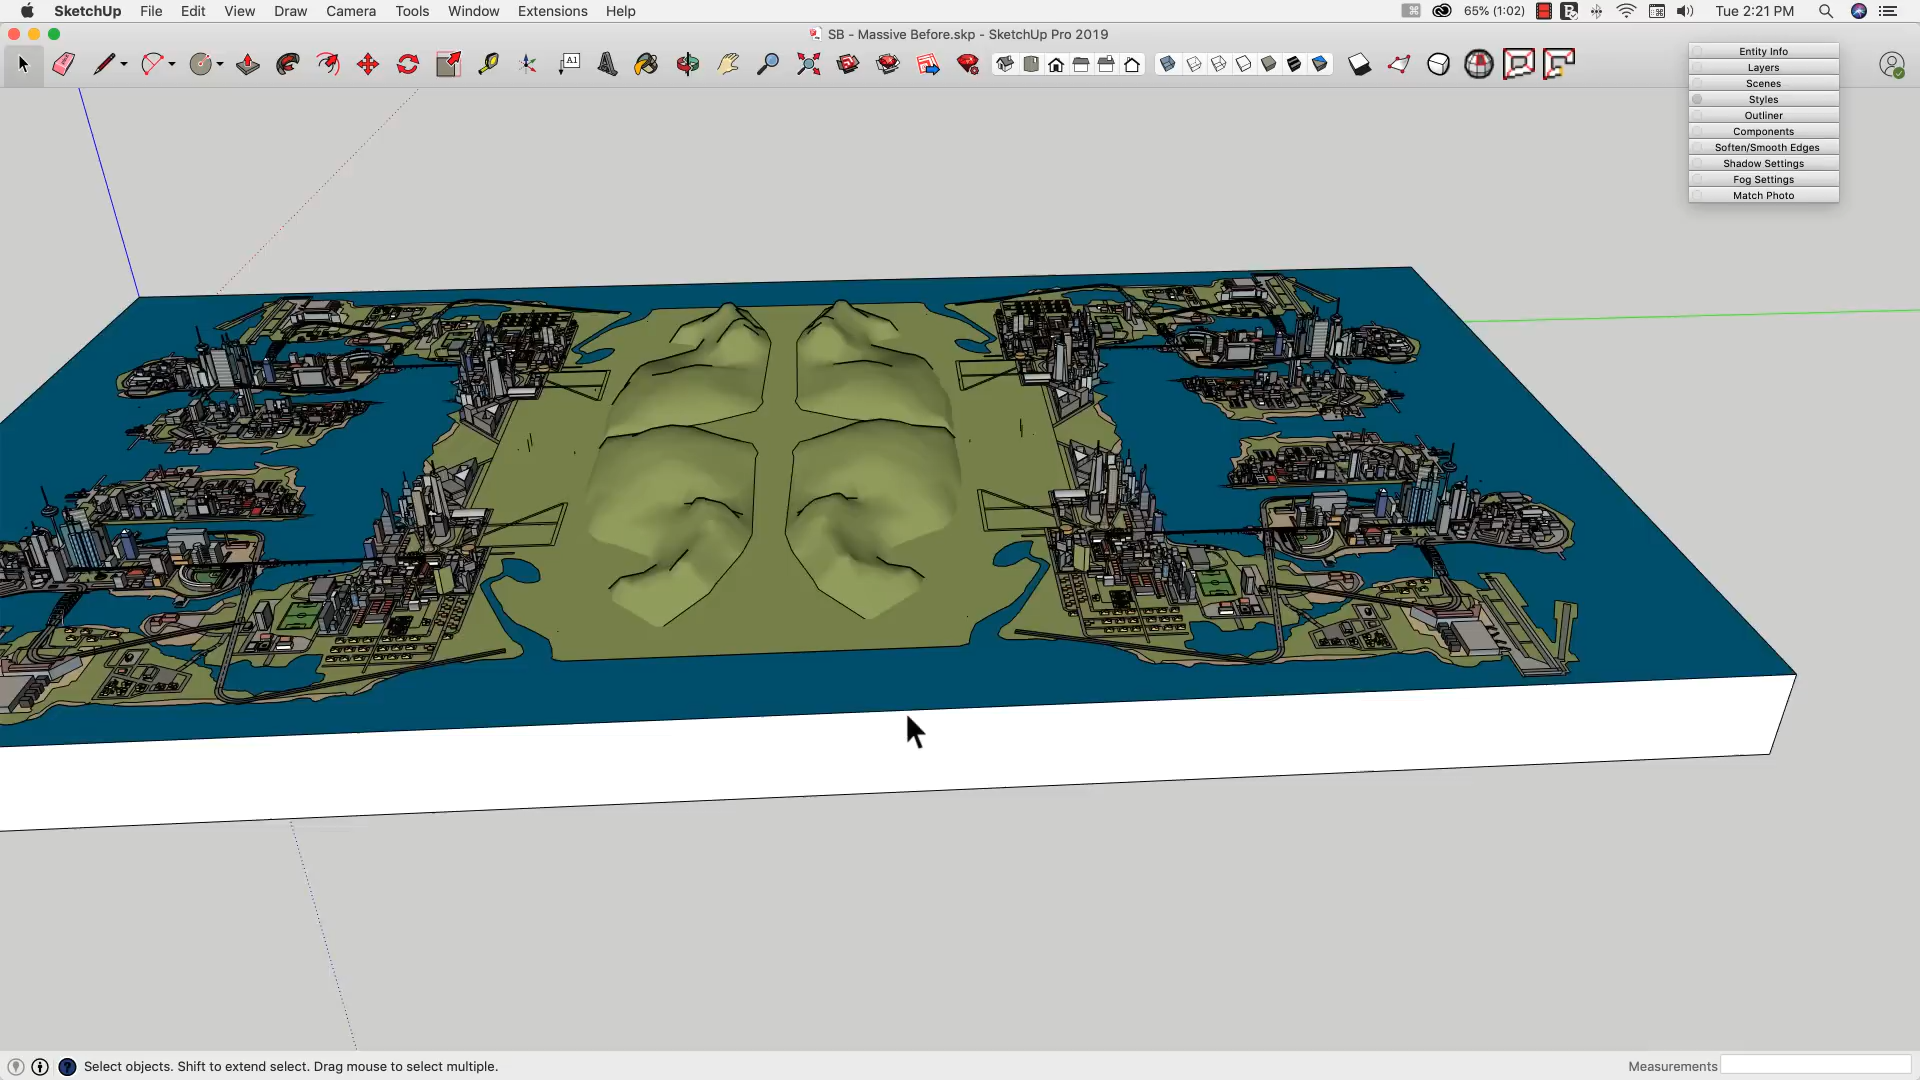 SketchUp File Edit View Draw Camera Tools Window Extensions Help 65% (1:02) Tue 2:21 PM
SB - Massive Before.skp - SketchUp Pro 2019
A1
Entity Info
Layers
Scenes
Styles
Outliner
Components
Soften/Smooth Edges
Shadow Settings
Fog Settings
Match Photo
Select objects. Shift to extend select. Drag mouse to select multiple.
Measurements